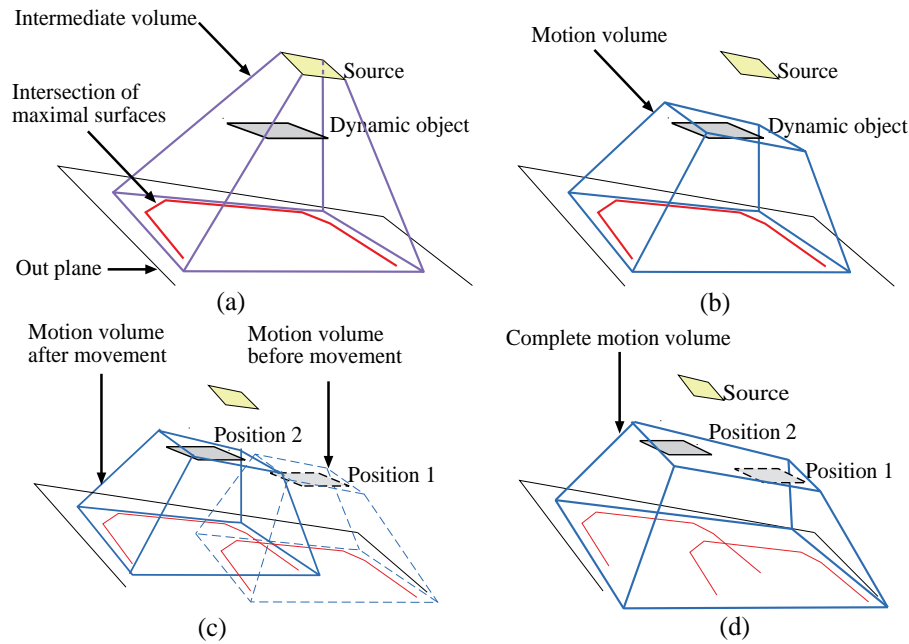 Intermediate volume
Source
Intersection of
maximal surfaces
Dynamic object
Out plane
(a)
Motion volume
Source
Dynamic object
(b)
Motion volume
after movement
Motion volume
before movement
Position 2
Position 1
(c)
Complete motion volume
Source
Position 2
Position 1
(d)